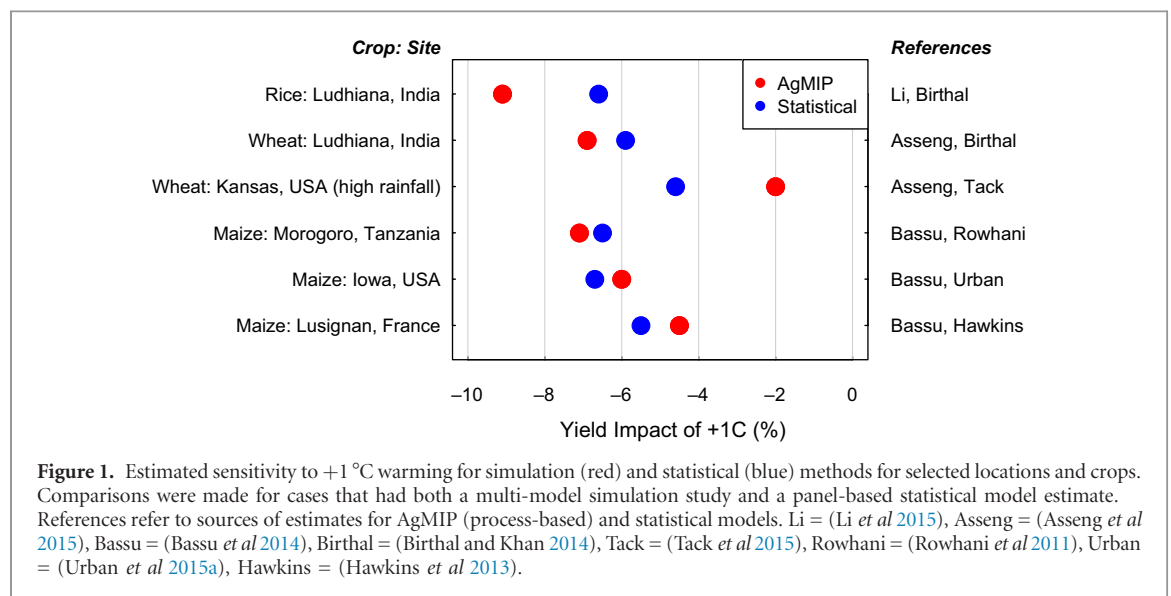 Crop: Site References
AgMIP
Statistical
Rice: Ludhiana, India Li, Birthal
Wheat: Ludhiana, India Asseng, Birthal
Wheat: Kansas, USA (high rainfall) Asseng, Tack
Maize: Morogoro, Tanzania Bassu, Rowhani
Maize: Iowa, USA Bassu, Urban
Maize: Lusignan, France Bassu, Hawkins
–10 –8 –6 –4 –2 0
Yield Impact of +1C (%)
Figure 1. Estimated sensitivity to +1 °C warming for simulation (red) and statistical (blue) methods for selected locations and crops.
Comparisons were made for cases that had both a multi-model simulation study and a panel-based statistical model estimate.
References refer to sources of estimates for AgMIP (process-based) and statistical models. Li = (Li et al 2015), Asseng = (Asseng et al
2015), Bassu = (Bassu et al 2014), Birthal = (Birthal and Khan 2014), Tack = (Tack et al 2015), Rowhani = (Rowhani et al 2011), Urban
= (Urban et al 2015a), Hawkins = (Hawkins et al 2013).